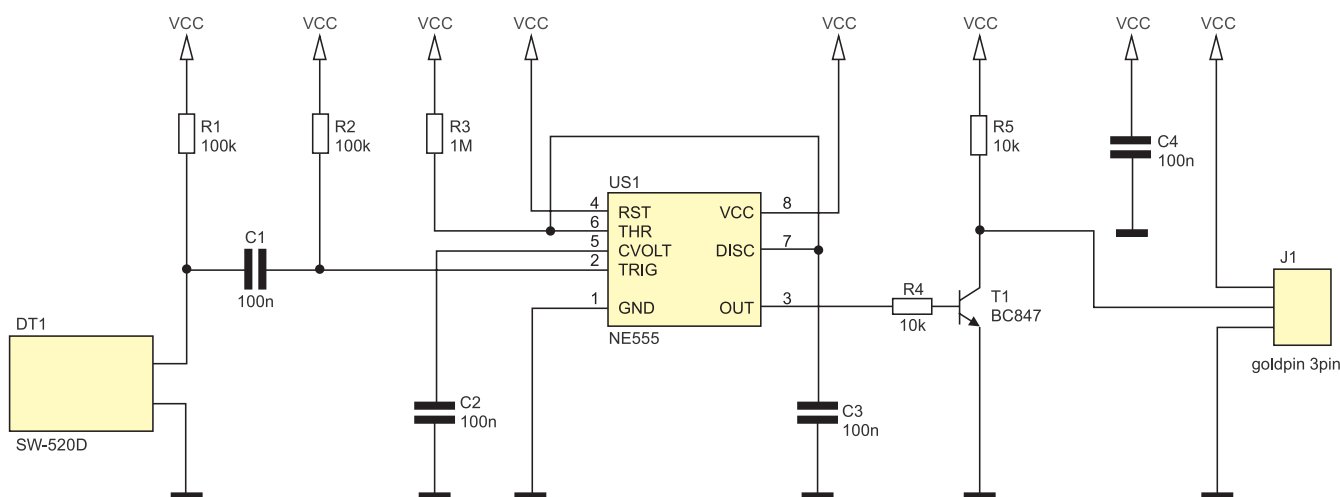 VCC VCC VCC VCC VCC VCC VCC VCC
R1
100k
R2
100k
R3
1M
R5
10k
C4
100n
US1
4 RST VCC 8
6 THR
5 CVOLT DISC 7
2 TRIG
1 GND OUT 3
NE555
C1
100n
R4
10k
T1
BC847
J1
goldpin 3pin
DT1
SW-520D
C2
100n
C3
100n